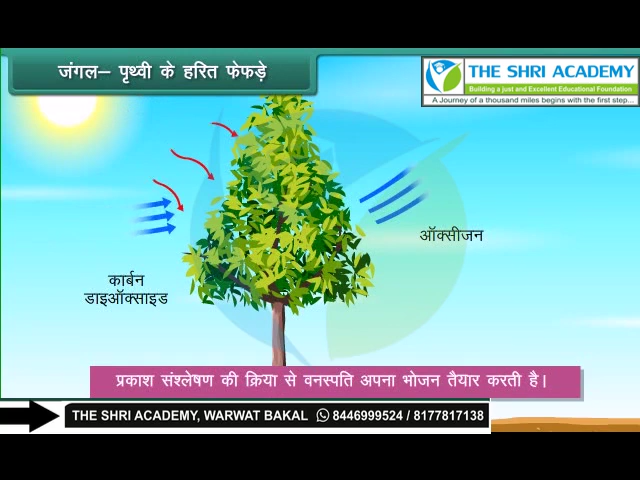 जंगल– पृथ्वी के हरित फेफड़े
THE SHRI ACADEMY
Building a just and Excellent Educational Foundation
A Journey of a thousand miles begins with the first step...
ऑक्सीजन
कार्बन
डाइऑक्साइड
प्रकाश संश्लेषण की क्रिया से वनस्पति अपना भोजन तैयार करती है।
THE SHRI ACADEMY, WARWAT BAKAL 8446999524 / 8177817138